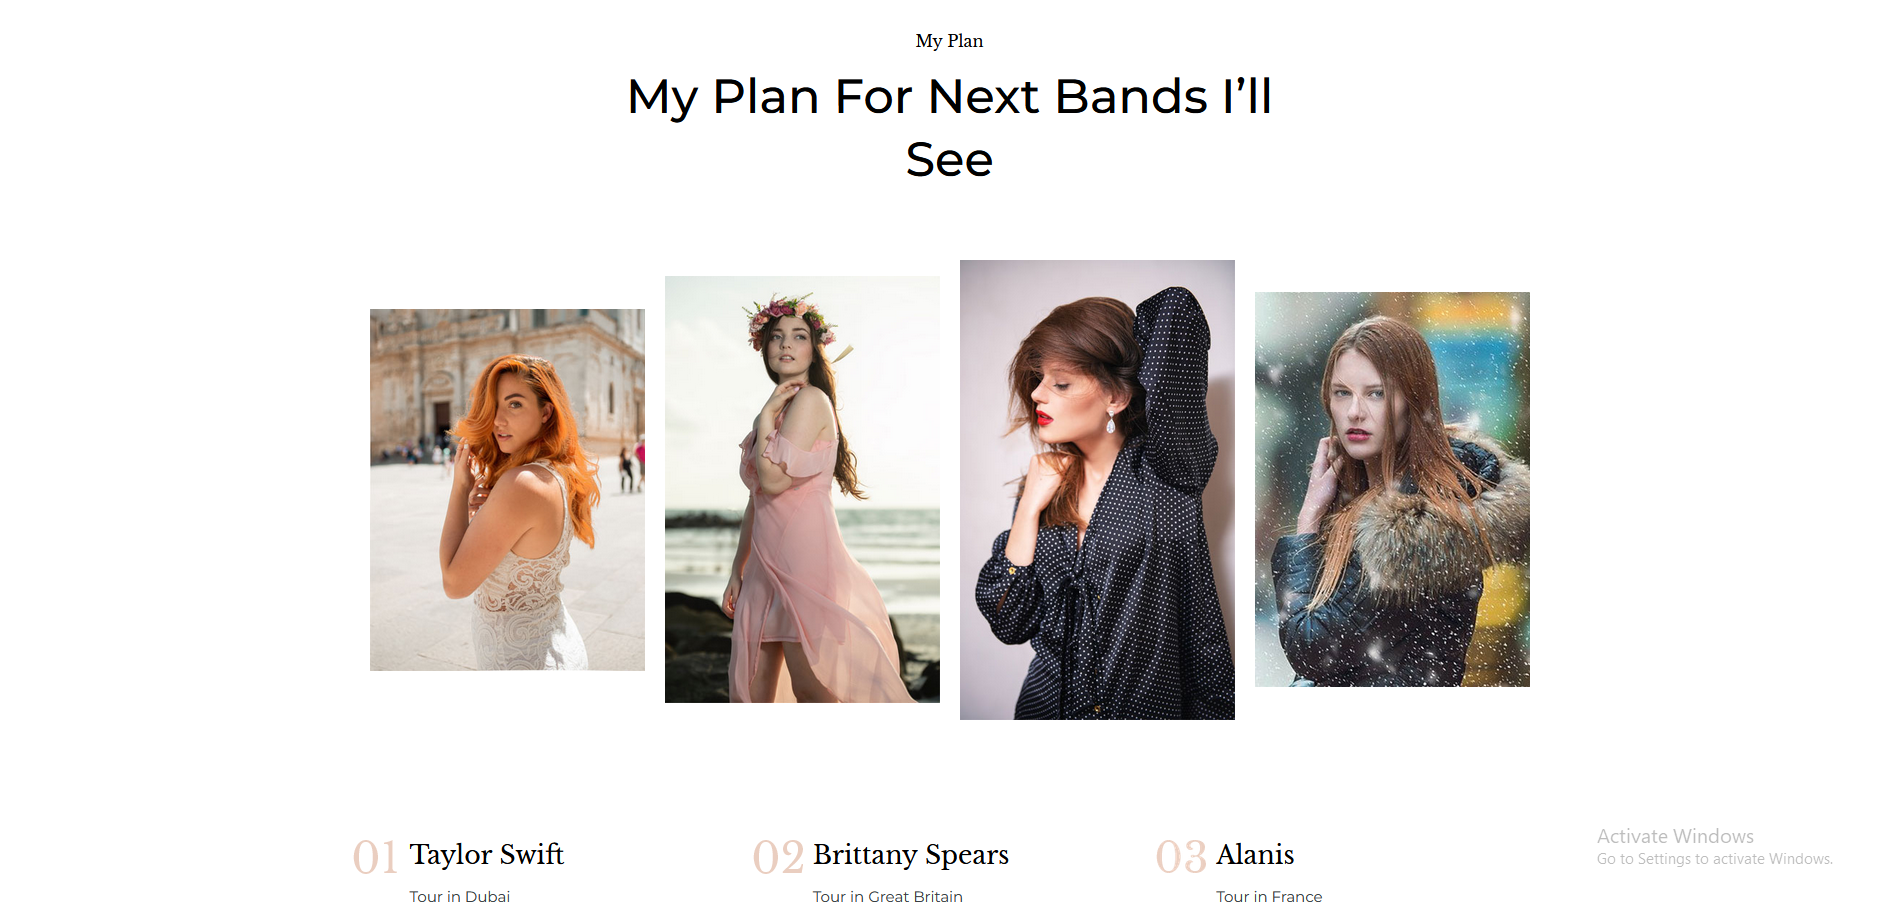 My Plan
My Plan For Next Bands I’ll
See
01 Taylor Swift
Tour in Dubai
02 Brittany Spears
Tour in Great Britain
03 Alanis
Tour in France
Activate Windows
Go to Settings to activate Windows.